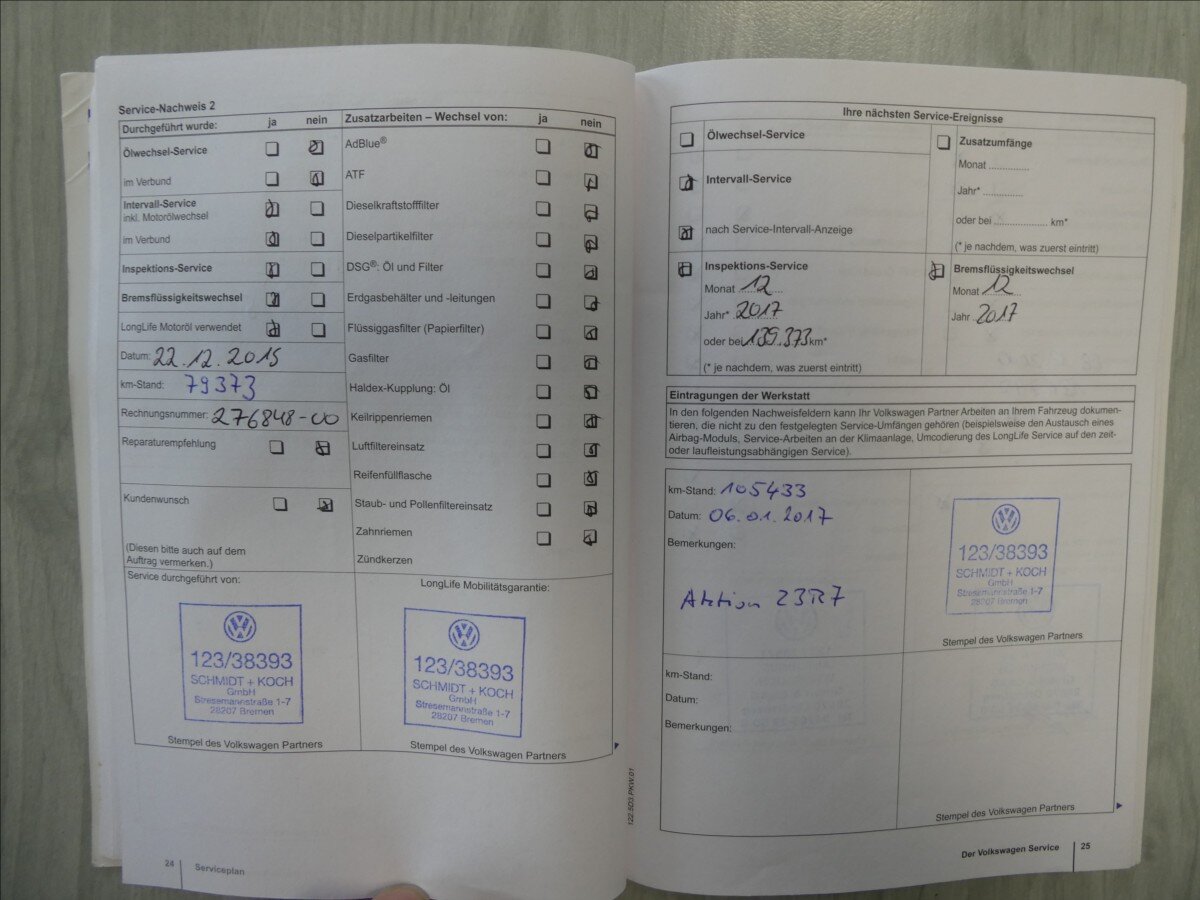 Service-Nachweis 2
Durchgeführt wurde: ja nein
Ölwechsel-Service
im Verbund
Intervall-Service
inkl. Motorölwechsel
im Verbund
Inspektions-Service
Bremsflüssigkeitswechsel
LongLife Motoröl verwendet
Datum: 22.12.2015
km-Stand: 79373
Rechnungsnummer: 276848-00
Reparaturempfehlung
Kundenwunsch
(Diesen bitte auch auf dem
Auftrag vermerken.)
Zusatzarbeiten – Wechsel von: ja nein
AdBlue®
ATF
Dieselkraftstofffilter
Dieselpartikelfilter
DSG®: Öl und Filter
Erdgasbehälter und -leitungen
Flüssiggasfilter (Papierfilter)
Gasfilter
Haldex-Kupplung: Öl
Keilrippenriemen
Luftfiltereinsatz
Reifenfüllflasche
Staub- und Pollenfiltereinsatz
Zahnriemen
Zündkerzen
Service durchgeführt von:
123/38393
SCHMIDT + KOCH
GmbH
Stresemannstraße 1-7
28207 Bremen
Stempel des Volkswagen Partners
LongLife Mobilitätsgarantie:
123/38393
SCHMIDT + KOCH
GmbH
Stresemannstraße 1-7
28207 Bremen
Stempel des Volkswagen Partners
24 Serviceplan
122.5D3.PKW.01
Ihre nächsten Service-Ereignisse
Ölwechsel-Service
Intervall-Service
nach Service-Intervall-Anzeige
Zusatzumfänge
Monat ..............
Jahr* ..............
oder bei ................... km*
(* je nachdem, was zuerst eintritt)
Inspektions-Service
Monat 12
Jahr* 2017
oder bei 139.373 km*
(* je nachdem, was zuerst eintritt)
Bremsflüssigkeitswechsel
Monat 12
Jahr 2017
Eintragungen der Werkstatt
In den folgenden Nachweisfeldern kann Ihr Volkswagen Partner Arbeiten an Ihrem Fahrzeug dokumen-
tieren, die nicht zu den festgelegten Service-Umfängen gehören (beispielsweise den Austausch eines
Airbag-Moduls, Service-Arbeiten an der Klimaanlage, Umcodierung des LongLife Service auf den zeit-
oder laufleistungsabhängigen Service).
km-Stand: 105433
Datum: 06.01.2017
Bemerkungen:
Aktion 23R7
123/38393
SCHMIDT + KOCH
GmbH
Stresemannstraße 1-7
28207 Bremen
Stempel des Volkswagen Partners
km-Stand:
Datum:
Bemerkungen:
Stempel des Volkswagen Partners
Der Volkswagen Service 25